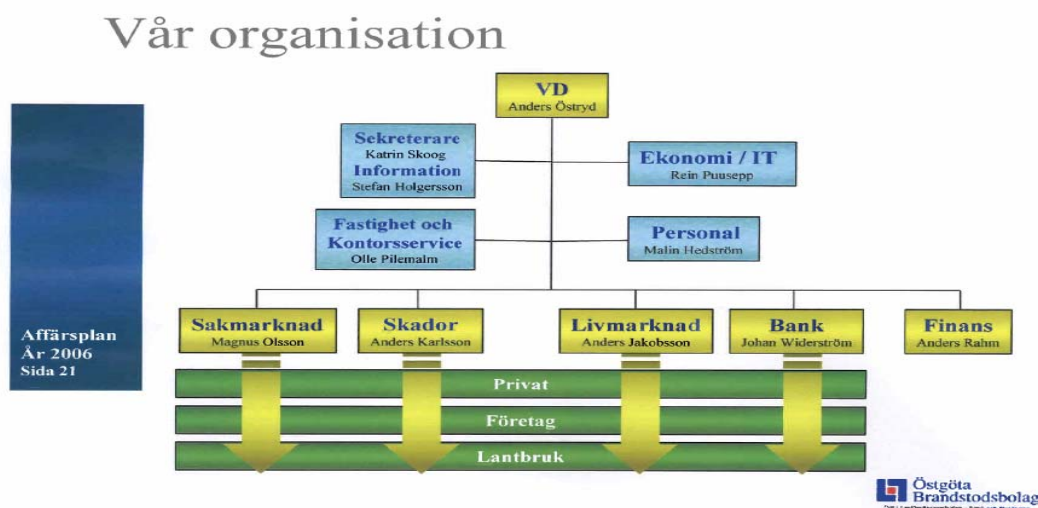 Vår organisation
VD
Anders Östryd
Sekreterare
Katrin Skoog
Information
Stefan Holgersson
Ekonomi / IT
Rein Puusepp
Fastighet och
Kontorsservice
Olle Pilemalm
Personal
Malin Hedström
Sakmarknad
Magnus Olsson
Skador
Anders Karlsson
Livmarknad
Anders Jakobsson
Bank
Johan Widerström
Finans
Anders Rahm
Affärsplan
År 2006
Sida 21
Privat
Företag
Lantbruk
Östgöta
Brandstodsbolag